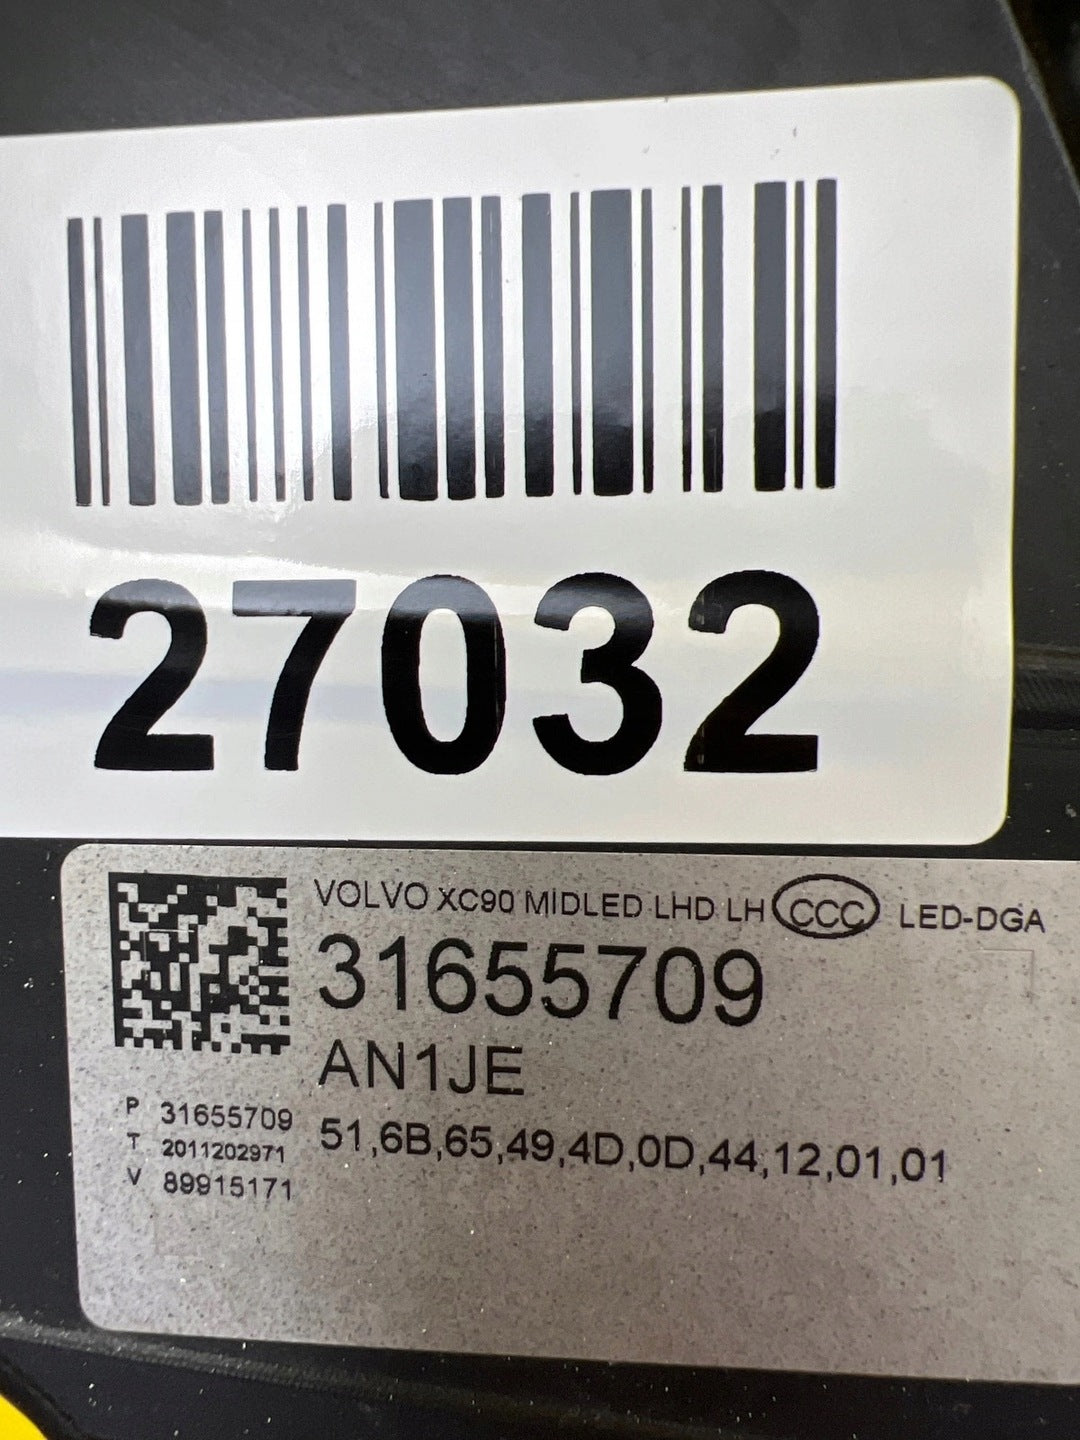 27032
VOLVO XC90 MIDLED LHD LH CCC LED-DGA
31655709
AN1JE
P 31655709
T 2011202971
V 89915171
51,6B,65,49,4D,0D,44,12,01,01